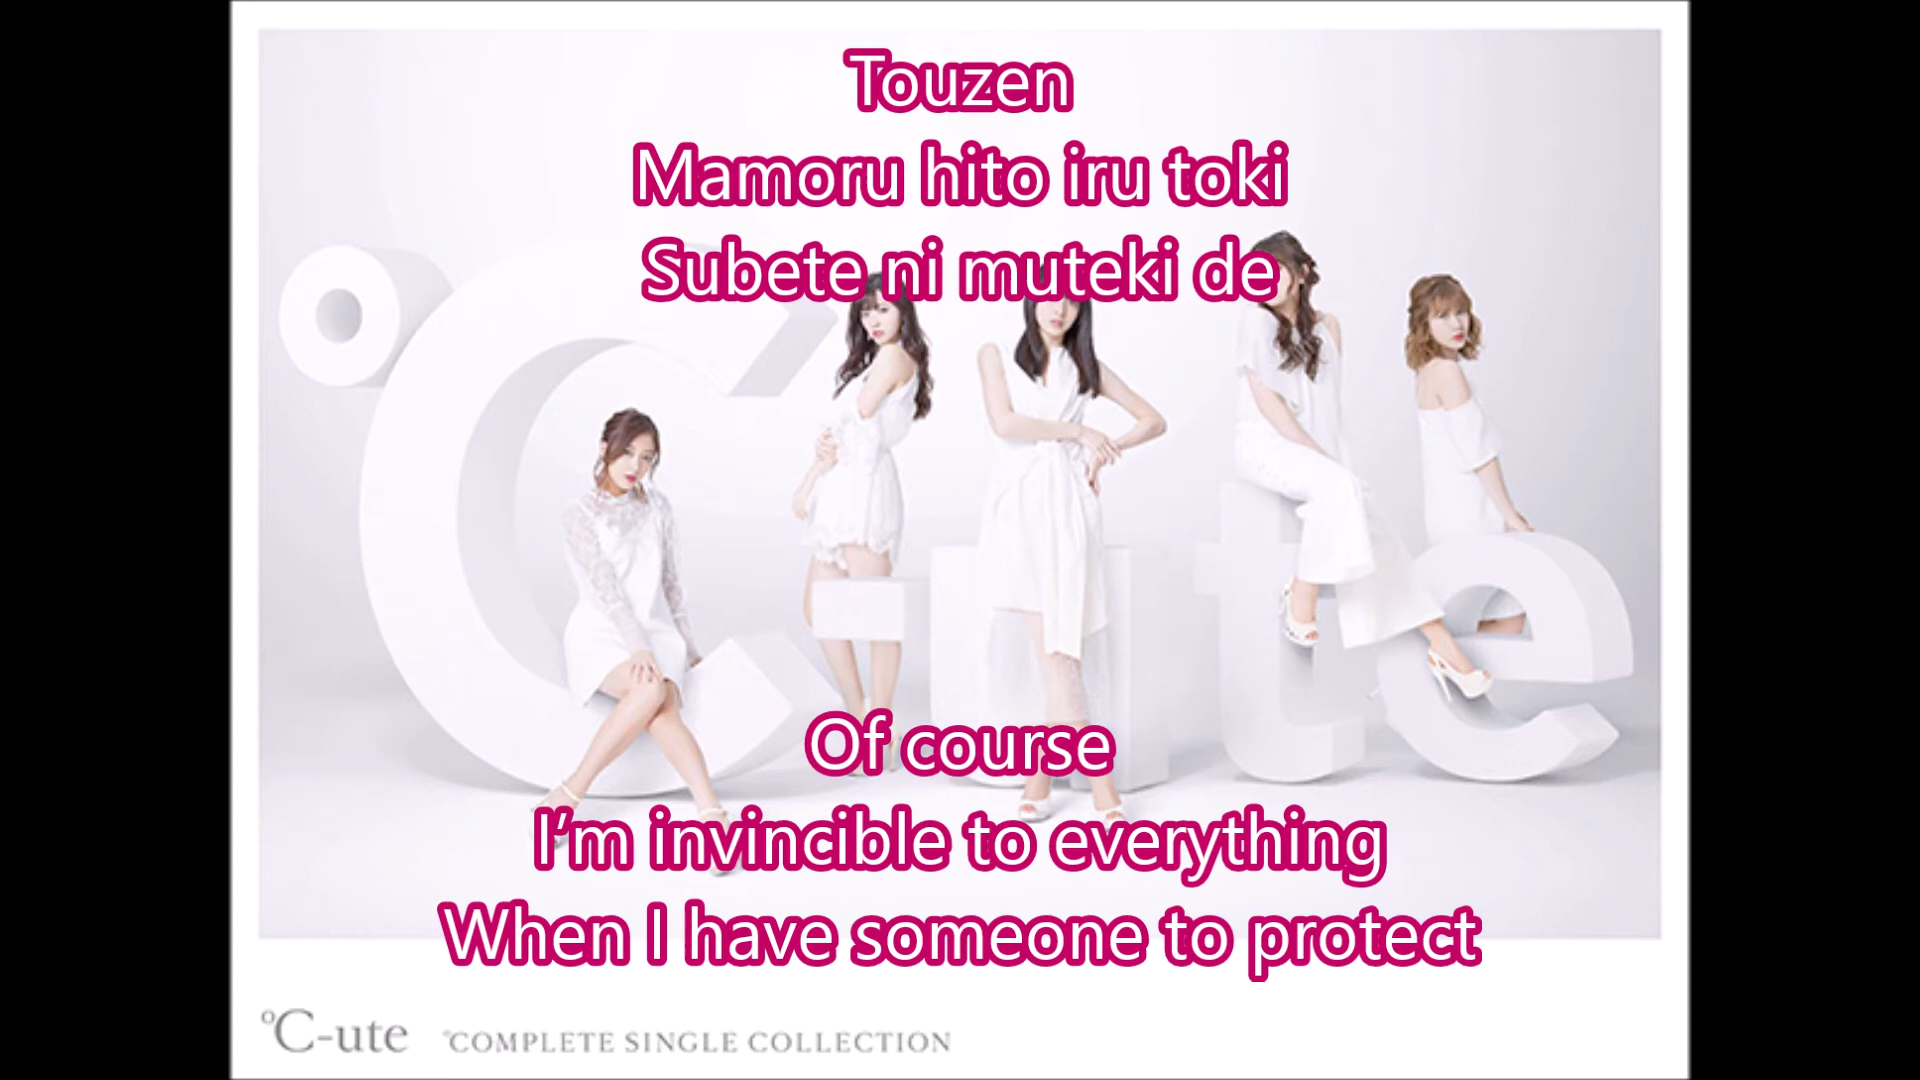 Touzen
Mamoru hito iru toki
Subete ni muteki de
℃-ute
Of course
I'm invincible to everything
When I have someone to protect
℃-ute ℃OMPLETE SINGLE COLLECTION